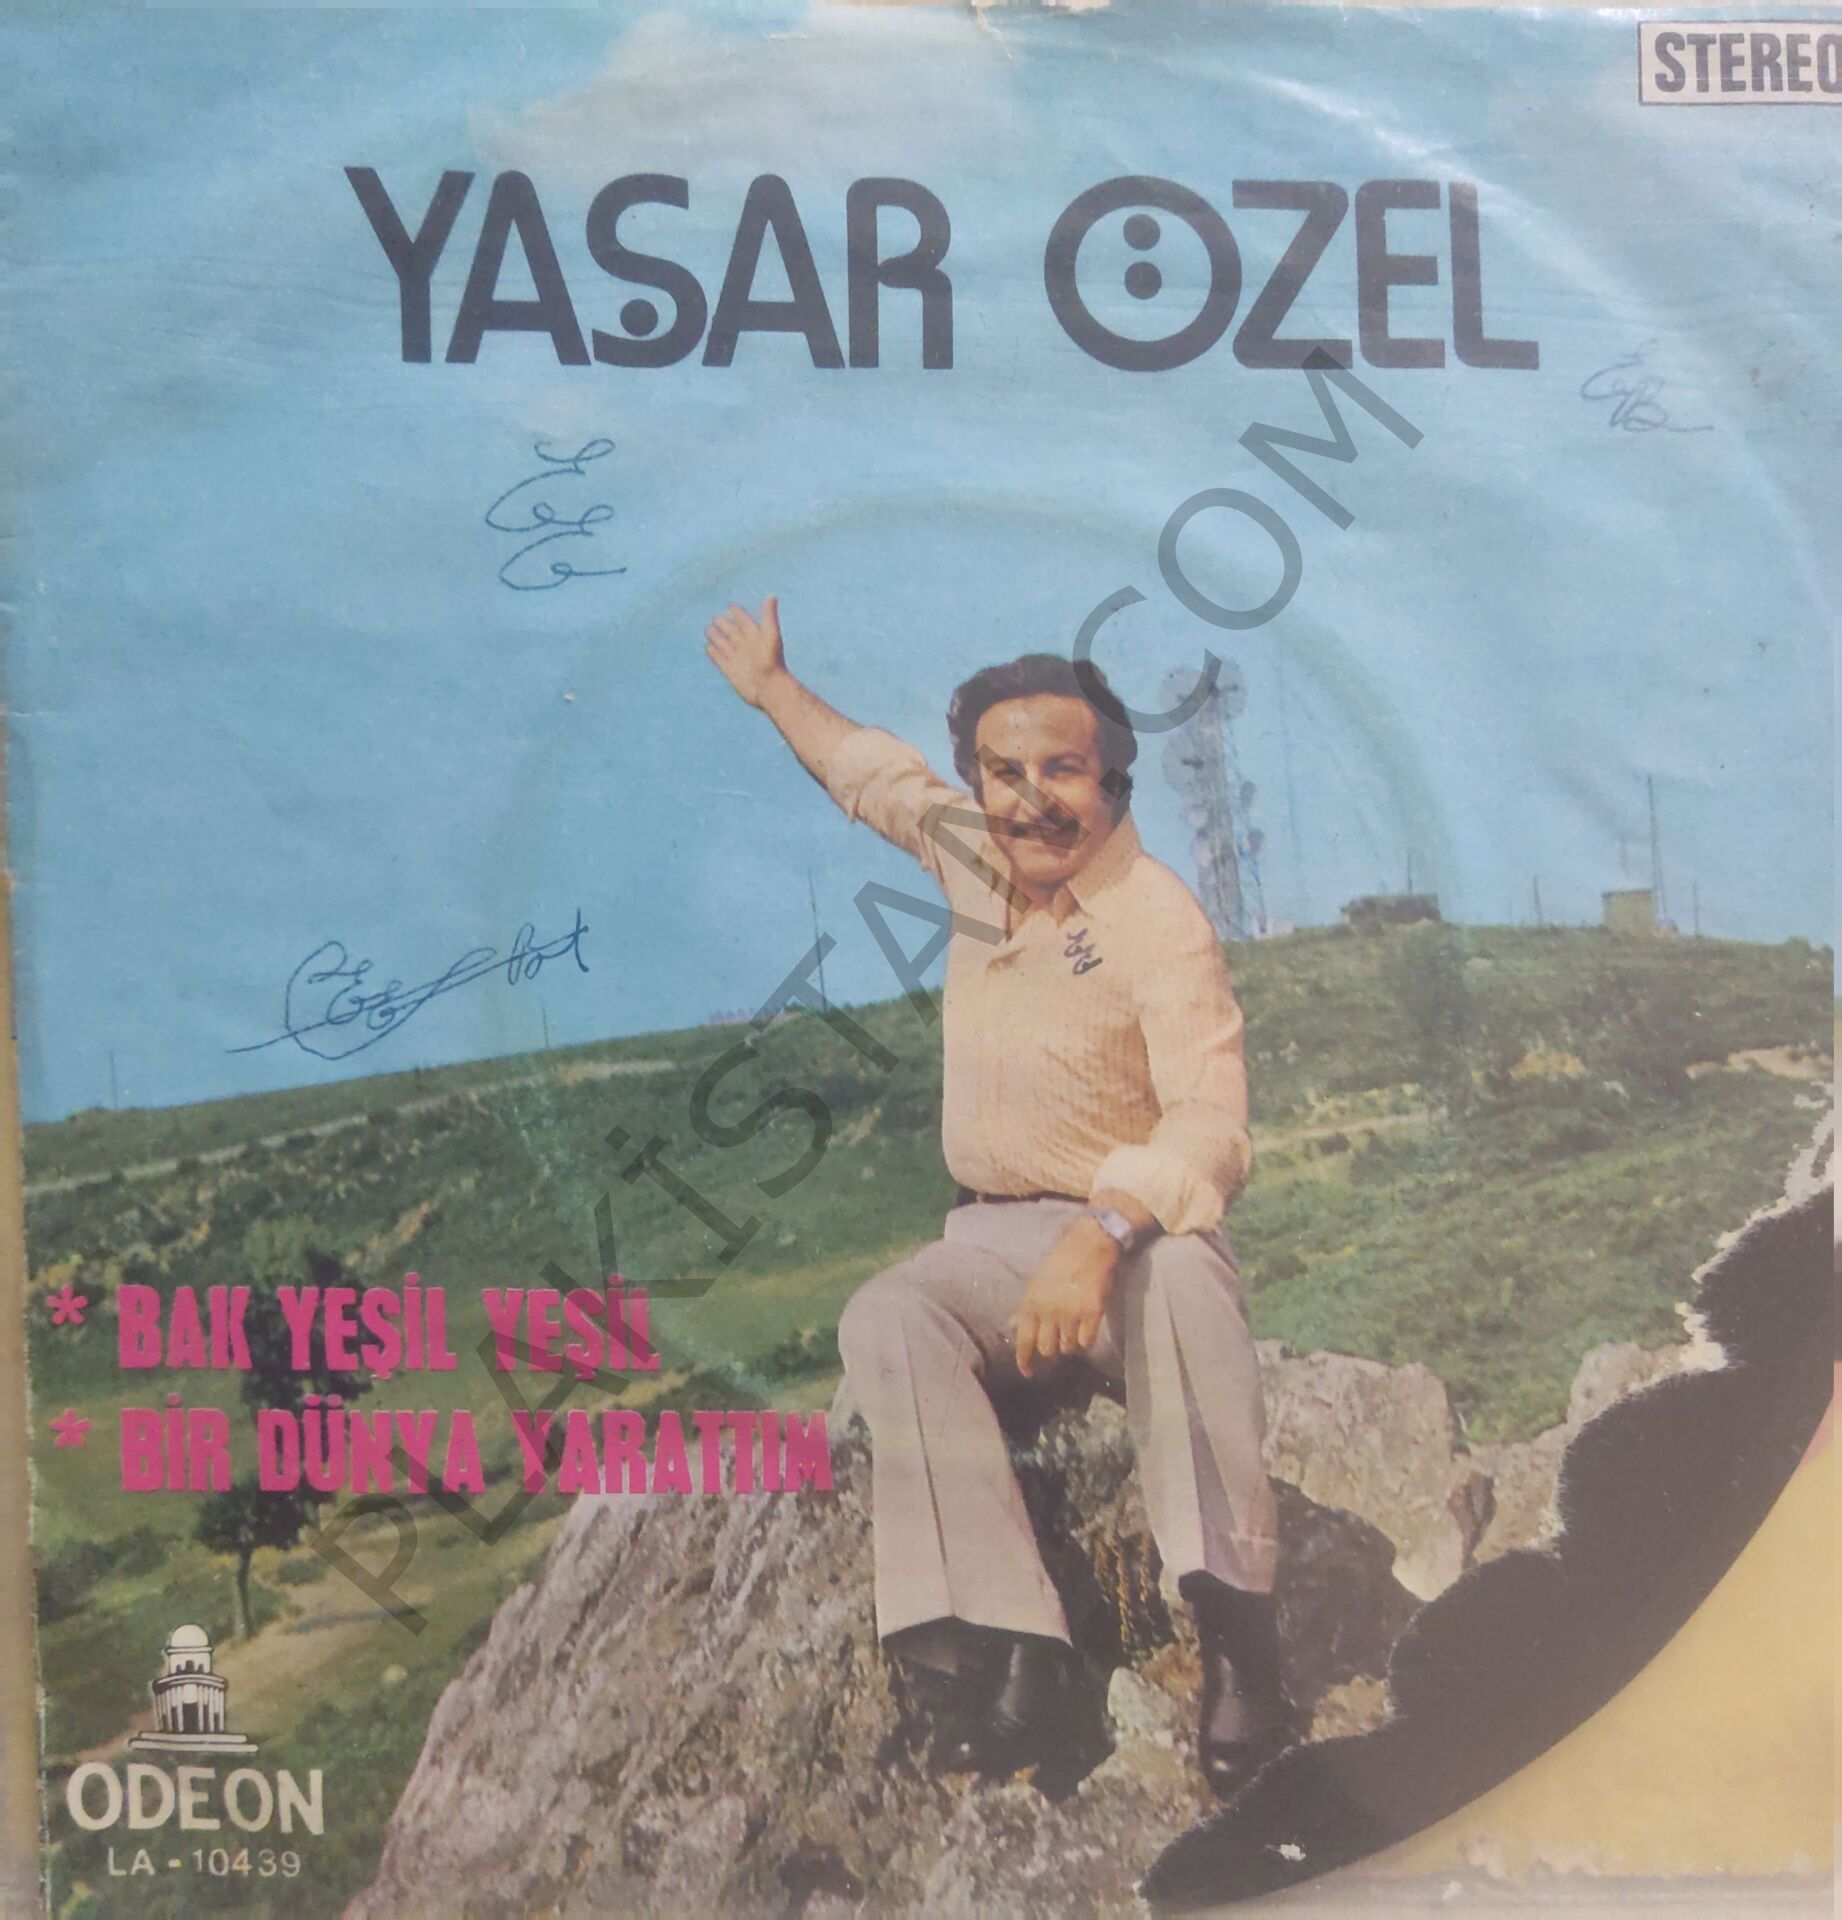 STEREO
YAŞAR ÖZEL
* BAK YEŞİL YEŞİL
* BİR DÜNYA YARATTIM
ODEON
LA - 10439
PLAKİSTAN.COM